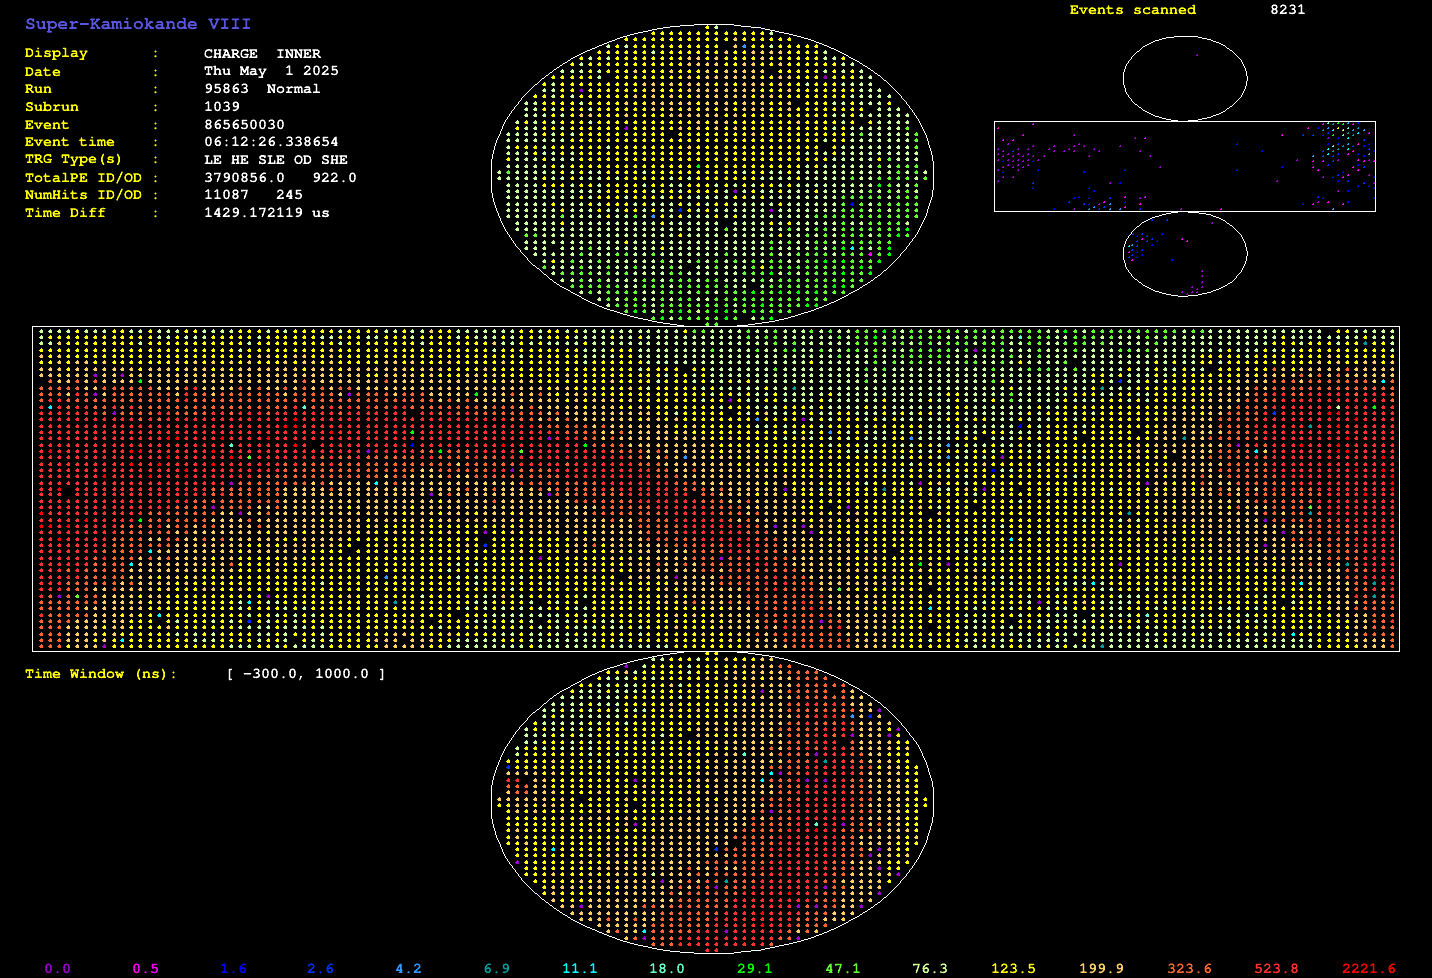 Super-Kamiokande VIII
Events scanned 8231
Display : CHARGE INNER
Date : Thu May 1 2025
Run : 95863 Normal
Subrun : 1039
Event : 865650030
Event time : 06:12:26.338654
TRG Type(s) : LE HE SLE OD SHE
TotalPE ID/OD : 3790856.0 922.0
NumHits ID/OD : 11087 245
Time Diff : 1429.172119 us
Time Window (ns): [ -300.0, 1000.0 ]
0.0 0.5 1.6 2.6 4.2 6.9 11.1 18.0 29.1 47.1 76.3 123.5 199.9 323.6 523.8 2221.6